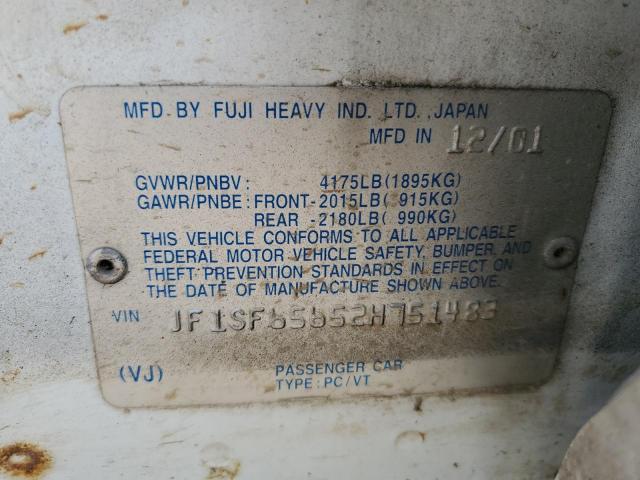 MFD. BY FUJI HEAVY IND. LTD., JAPAN
MFD IN 12/01
GVWR/PNBV: 4175LB(1895KG)
GAWR/PNBE: FRONT-2015LB( 915KG)
REAR -2180LB( 990KG)
THIS VEHICLE CONFORMS TO ALL APPLICABLE
FEDERAL MOTOR VEHICLE SAFETY, BUMPER, AND
THEFT PREVENTION STANDARDS IN EFFECT ON
THE DATE OF MANUFACTURE SHOWN ABOVE.
VIN JF1SF65652H751483
(VJ) PASSENGER CAR
TYPE: PC/VT